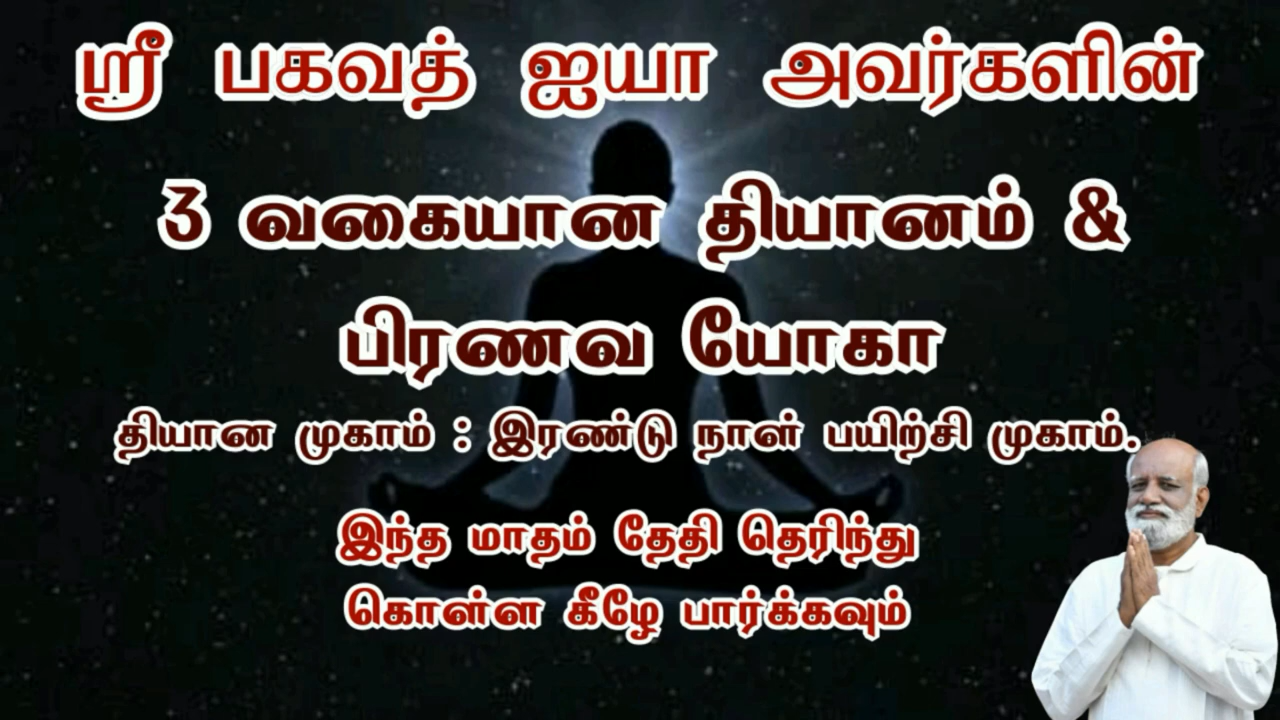 ஸ்ரீ பகவத் ஐயா அவர்களின்
3 வகையான தியானம் &
பிரணவ யோகா
தியான முகாம் : இரண்டு நாள் பயிற்சி முகாம்.
இந்த மாதம் தேதி தெரிந்து
கொள்ள கீழே பார்க்கவும்